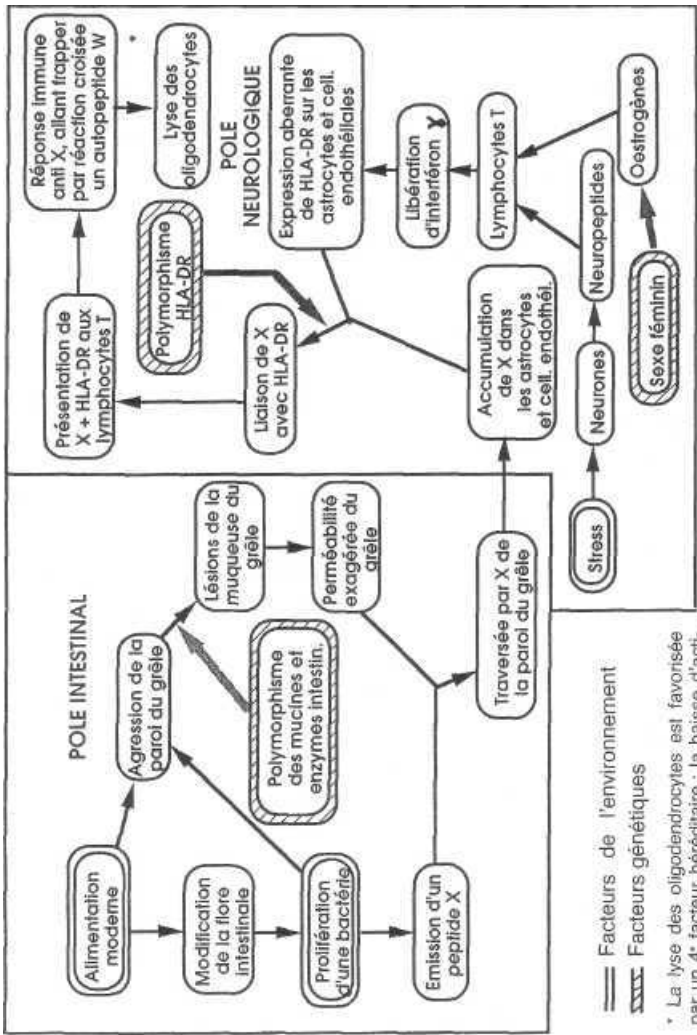 POLE INTESTINAL
Alimentation
moderne
Modification
de la flore
intestinale
Prolifération
d'une bactérie
Emission d'un
peptide X
Agression de la
paroi du grêle
Polymorphisme
des mucines et
enzymes intestin.
Lésions de la
muqueuse du
grêle
Perméabilité
exagérée du
grêle
Traversée par X de
la paroi du grêle
Présentation de
X + HLA-DR aux
lymphocytes T
Réponse immune
anti X, allant frapper
par réaction croisée
un autopeptide W
*
Lyse des
oligodendrocytes
Polymorphisme
HLA-DR
POLE
NEUROLOGIQUE
Liaison de X
avec HLA-DR
Expression aberrante
de HLA-DR sur les
astrocytes et cell.
endothéliales
Libération
d'interféron γ
Accumulation
de X dans
les astrocytes
et cell. endothél.
Lymphocytes T
Stress
Neurones
Neuropeptides
Oestrogènes
Sexe féminin
Facteurs de l'environnement
Facteurs génétiques
* La lyse des oligodendrocytes est favorisée
par un 4e facteur héréditaire : la baisse d'acti-